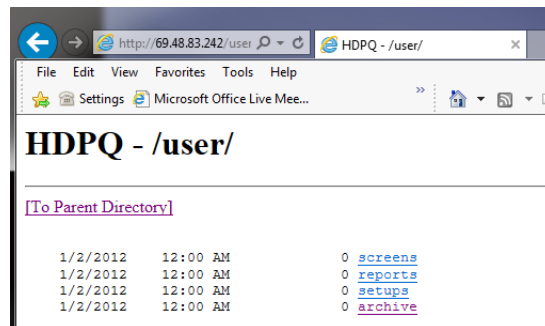 http://69.48.83.242/user
HDPQ - /user/
File Edit View Favorites Tools Help
Settings Microsoft Office Live Mee...
HDPQ - /user/
[To Parent Directory]
1/2/2012 12:00 AM 0 screens
1/2/2012 12:00 AM 0 reports
1/2/2012 12:00 AM 0 setups
1/2/2012 12:00 AM 0 archive